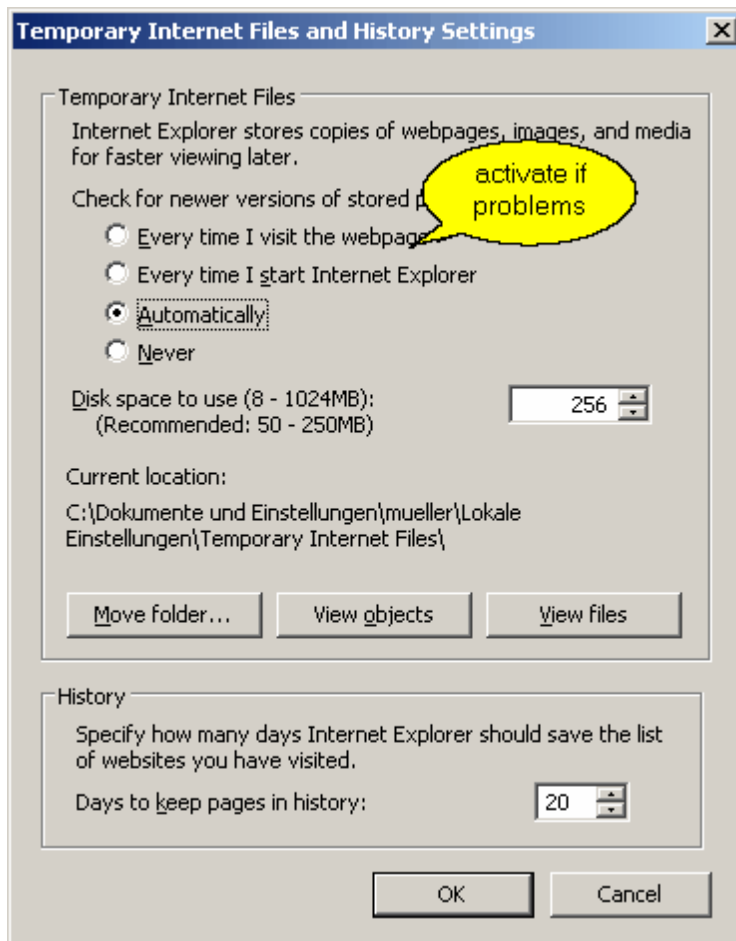 Temporary Internet Files and History Settings
Temporary Internet Files
Internet Explorer stores copies of webpages, images, and media
for faster viewing later.
activate if
problems
Check for newer versions of stored
Every time I visit the webpage
Every time I start Internet Explorer
Automatically
Never
Disk space to use (8 - 1024MB):
256
(Recommended: 50 - 250MB)
Current location:
C:\Dokumente und Einstellungen\mueller\Lokale
Einstellungen\Temporary Internet Files\
Move folder...
View objects
View files
History
Specify how many days Internet Explorer should save the list
of websites you have visited.
Days to keep pages in history:
20
OK
Cancel